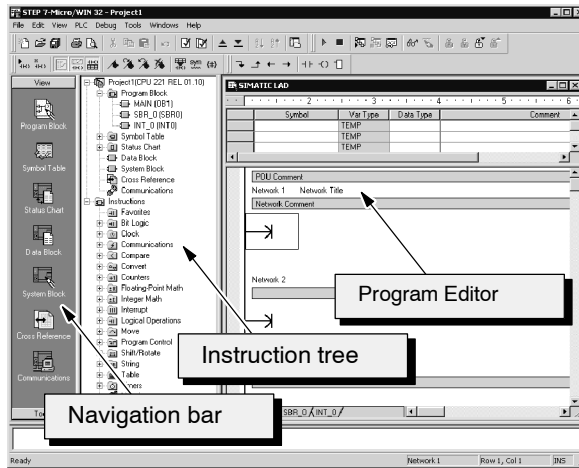 STEP 7-Micro/WIN 32 - Project1
File Edit View PLC Debug Tools Windows Help
View
Program Block
Symbol Table
Status Chart
Data Block
System Block
Cross Reference
Communications
Project1(CPU 221 REL 01.10)
Program Block
MAIN (OB1)
SBR_0 (SBR0)
INT_0 (INT0)
Symbol Table
Status Chart
Data Block
System Block
Cross Reference
Communications
Instructions
Favorites
Bit Logic
Clock
Communications
Compare
Convert
Counters
Floating-Point Math
Integer Math
Interrupt
Logical Operations
Move
Program Control
Shift/Rotate
String
Table
SIMATIC LAD
2 3 4 5 6
Symbol Var Type Data Type Comment
TEMP
TEMP
TEMP
POU Comment
Network 1 Network Title
Network Comment
Network 2
Program Editor
Instruction tree
Navigation bar
SBR_0 INT_0
Ready
Network 1 Row 1, Col 1 INS